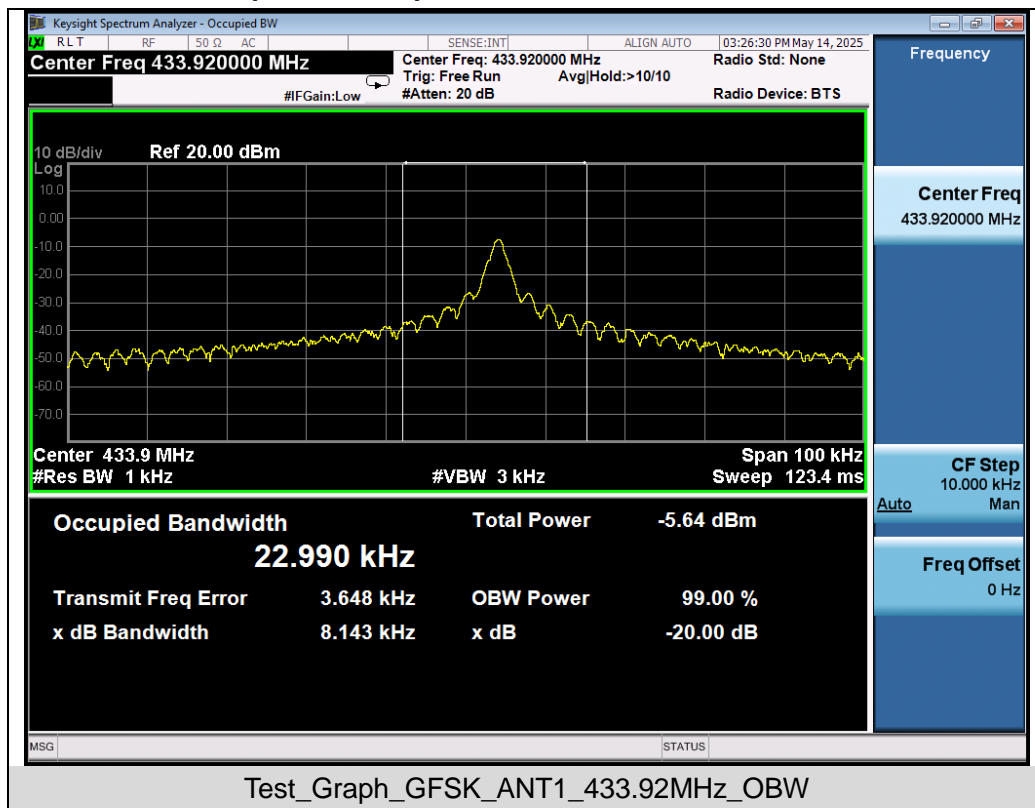 Keysight Spectrum Analyzer - Occupied BW
LXI RLT RF 50 Ω AC SENSE:INT ALIGN AUTO 03:26:30 PM May 14, 2025
Center Freq 433.920000 MHz Center Freq: 433.920000 MHz Radio Std: None
Trig: Free Run Avg|Hold:>10/10
#IFGain:Low #Atten: 20 dB Radio Device: BTS
10 dB/div Ref 20.00 dBm
Log
10.0
0.00
-10.0
-20.0
-30.0
-40.0
-50.0
-60.0
-70.0
Center 433.9 MHz Span 100 kHz
#Res BW 1 kHz #VBW 3 kHz Sweep 123.4 ms
Occupied Bandwidth Total Power -5.64 dBm
22.990 kHz
Transmit Freq Error 3.648 kHz OBW Power 99.00 %
x dB Bandwidth 8.143 kHz x dB -20.00 dB
MSG STATUS
Frequency
Center Freq
433.920000 MHz
CF Step
10.000 kHz
Auto Man
Freq Offset
0 Hz
Test_Graph_GFSK_ANT1_433.92MHz_OBW